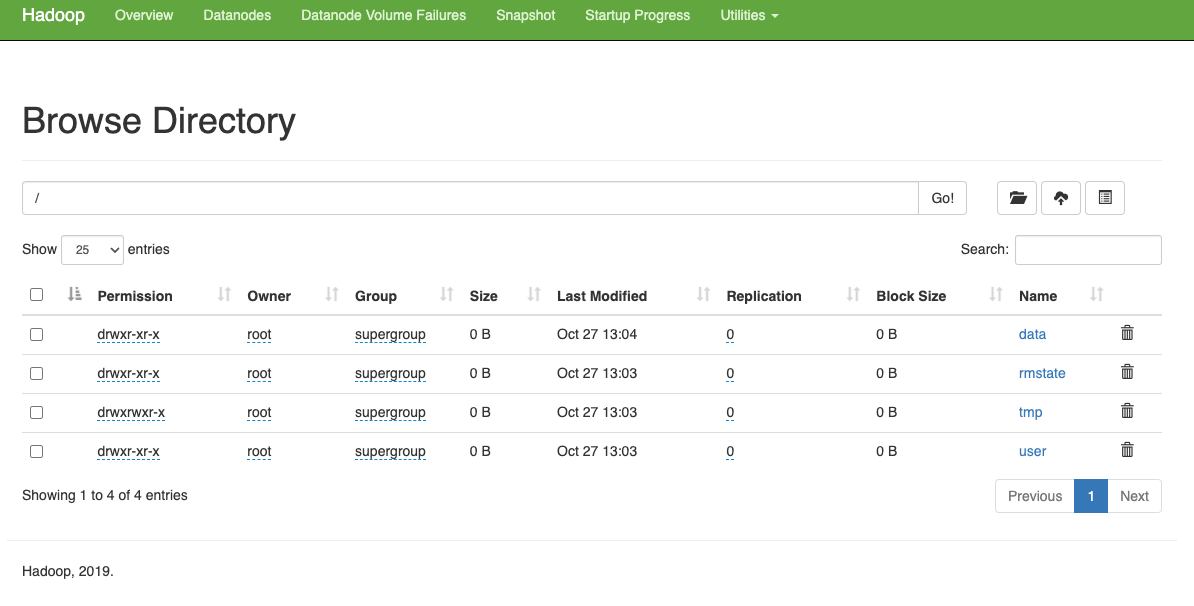 Hadoop Overview Datanodes Datanode Volume Failures Snapshot Startup Progress Utilities
Browse Directory
/ Go!
Show 25 entries Search:
Permission Owner Group Size Last Modified Replication Block Size Name
drwxr-xr-x root supergroup 0 B Oct 27 13:04 0 0 B data
drwxr-xr-x root supergroup 0 B Oct 27 13:03 0 0 B rmstate
drwxrwxr-x root supergroup 0 B Oct 27 13:03 0 0 B tmp
drwxr-xr-x root supergroup 0 B Oct 27 13:03 0 0 B user
Showing 1 to 4 of 4 entries Previous 1 Next
Hadoop, 2019.